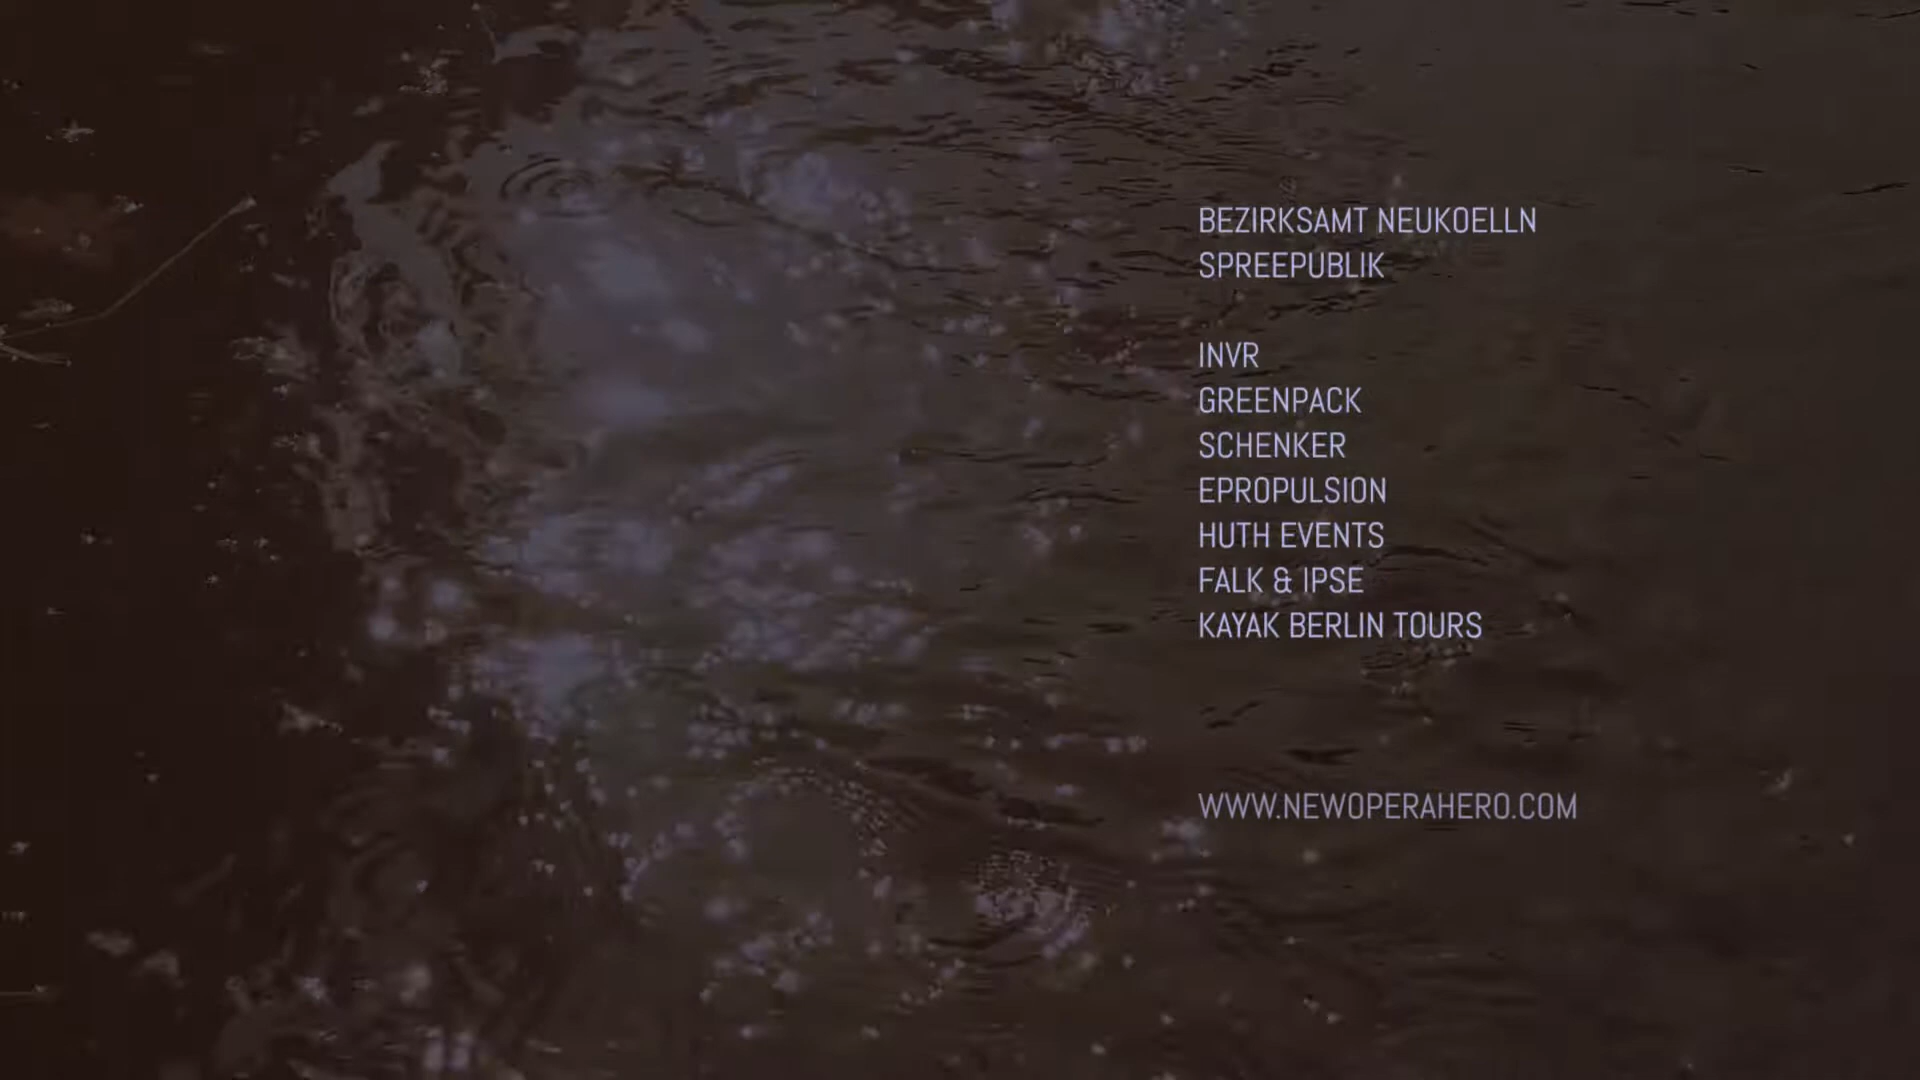 BEZIRKSAMT NEUKOELLN
SPREEPUBLIK
INVR
GREENPACK
SCHENKER
EPROPULSION
HUTH EVENTS
FALK & IPSE
KAYAK BERLIN TOURS
WWW.NEWOPERAHERO.COM